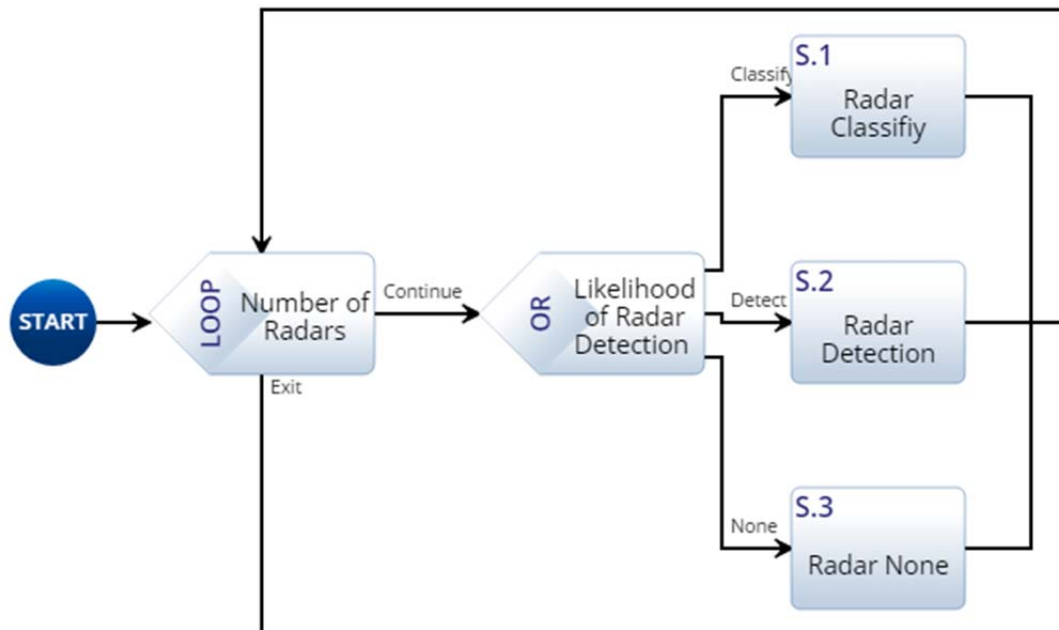 START
LOOP
Number of
Radars
Continue
Exit
OR
Likelihood
of Radar
Detection
Classify
S.1
Radar
Classifiy
Detect
S.2
Radar
Detection
None
S.3
Radar None